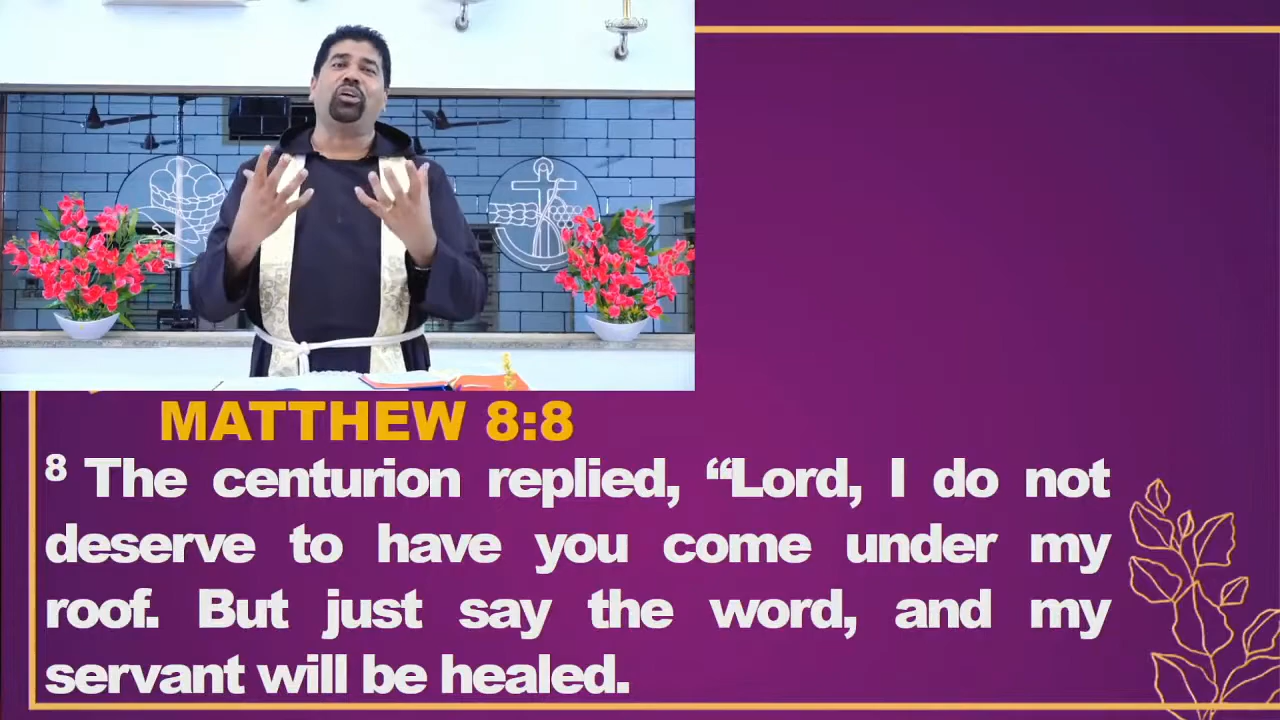 MATTHEW 8:8
8 The centurion replied, “Lord, I do not
deserve to have you come under my
roof. But just say the word, and my
servant will be healed.